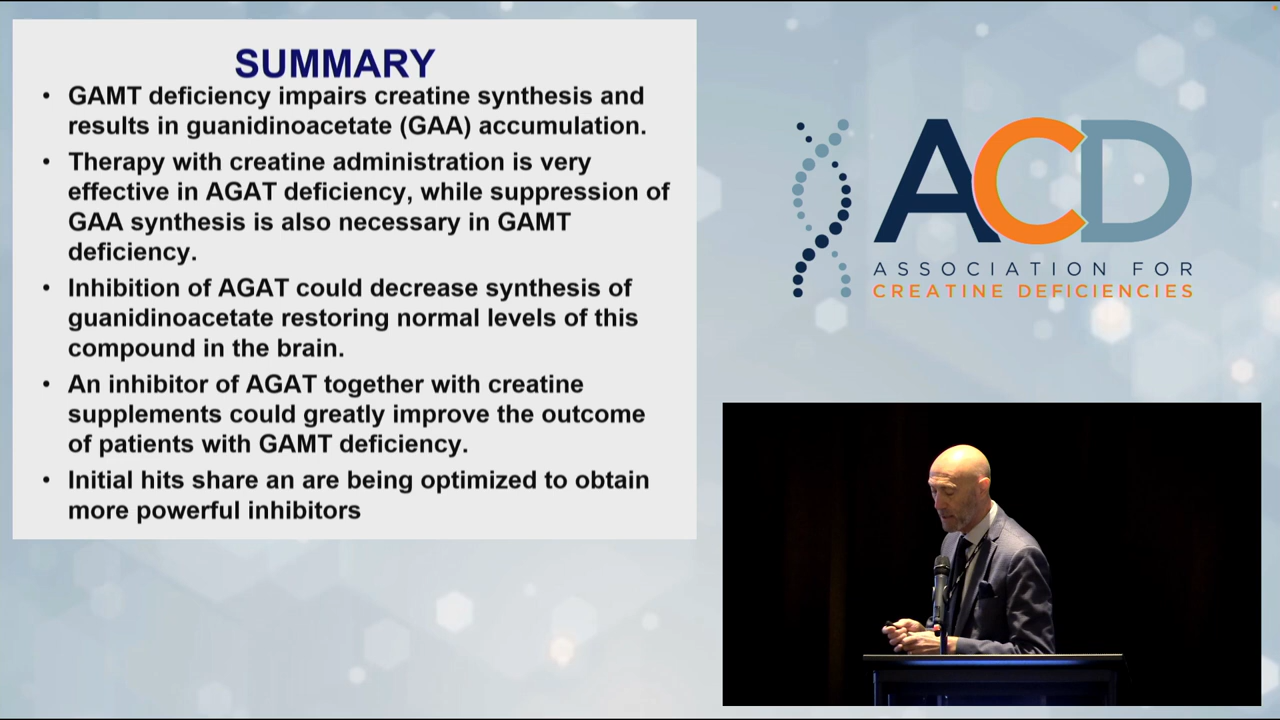 SUMMARY
• GAMT deficiency impairs creatine synthesis and
results in guanidinoacetate (GAA) accumulation.
• Therapy with creatine administration is very
effective in AGAT deficiency, while suppression of
GAA synthesis is also necessary in GAMT
deficiency.
• Inhibition of AGAT could decrease synthesis of
guanidinoacetate restoring normal levels of this
compound in the brain.
• An inhibitor of AGAT together with creatine
supplements could greatly improve the outcome
of patients with GAMT deficiency.
• Initial hits share an are being optimized to obtain
more powerful inhibitors
ACD
ASSOCIATION FOR
CREATINE DEFICIENCIES